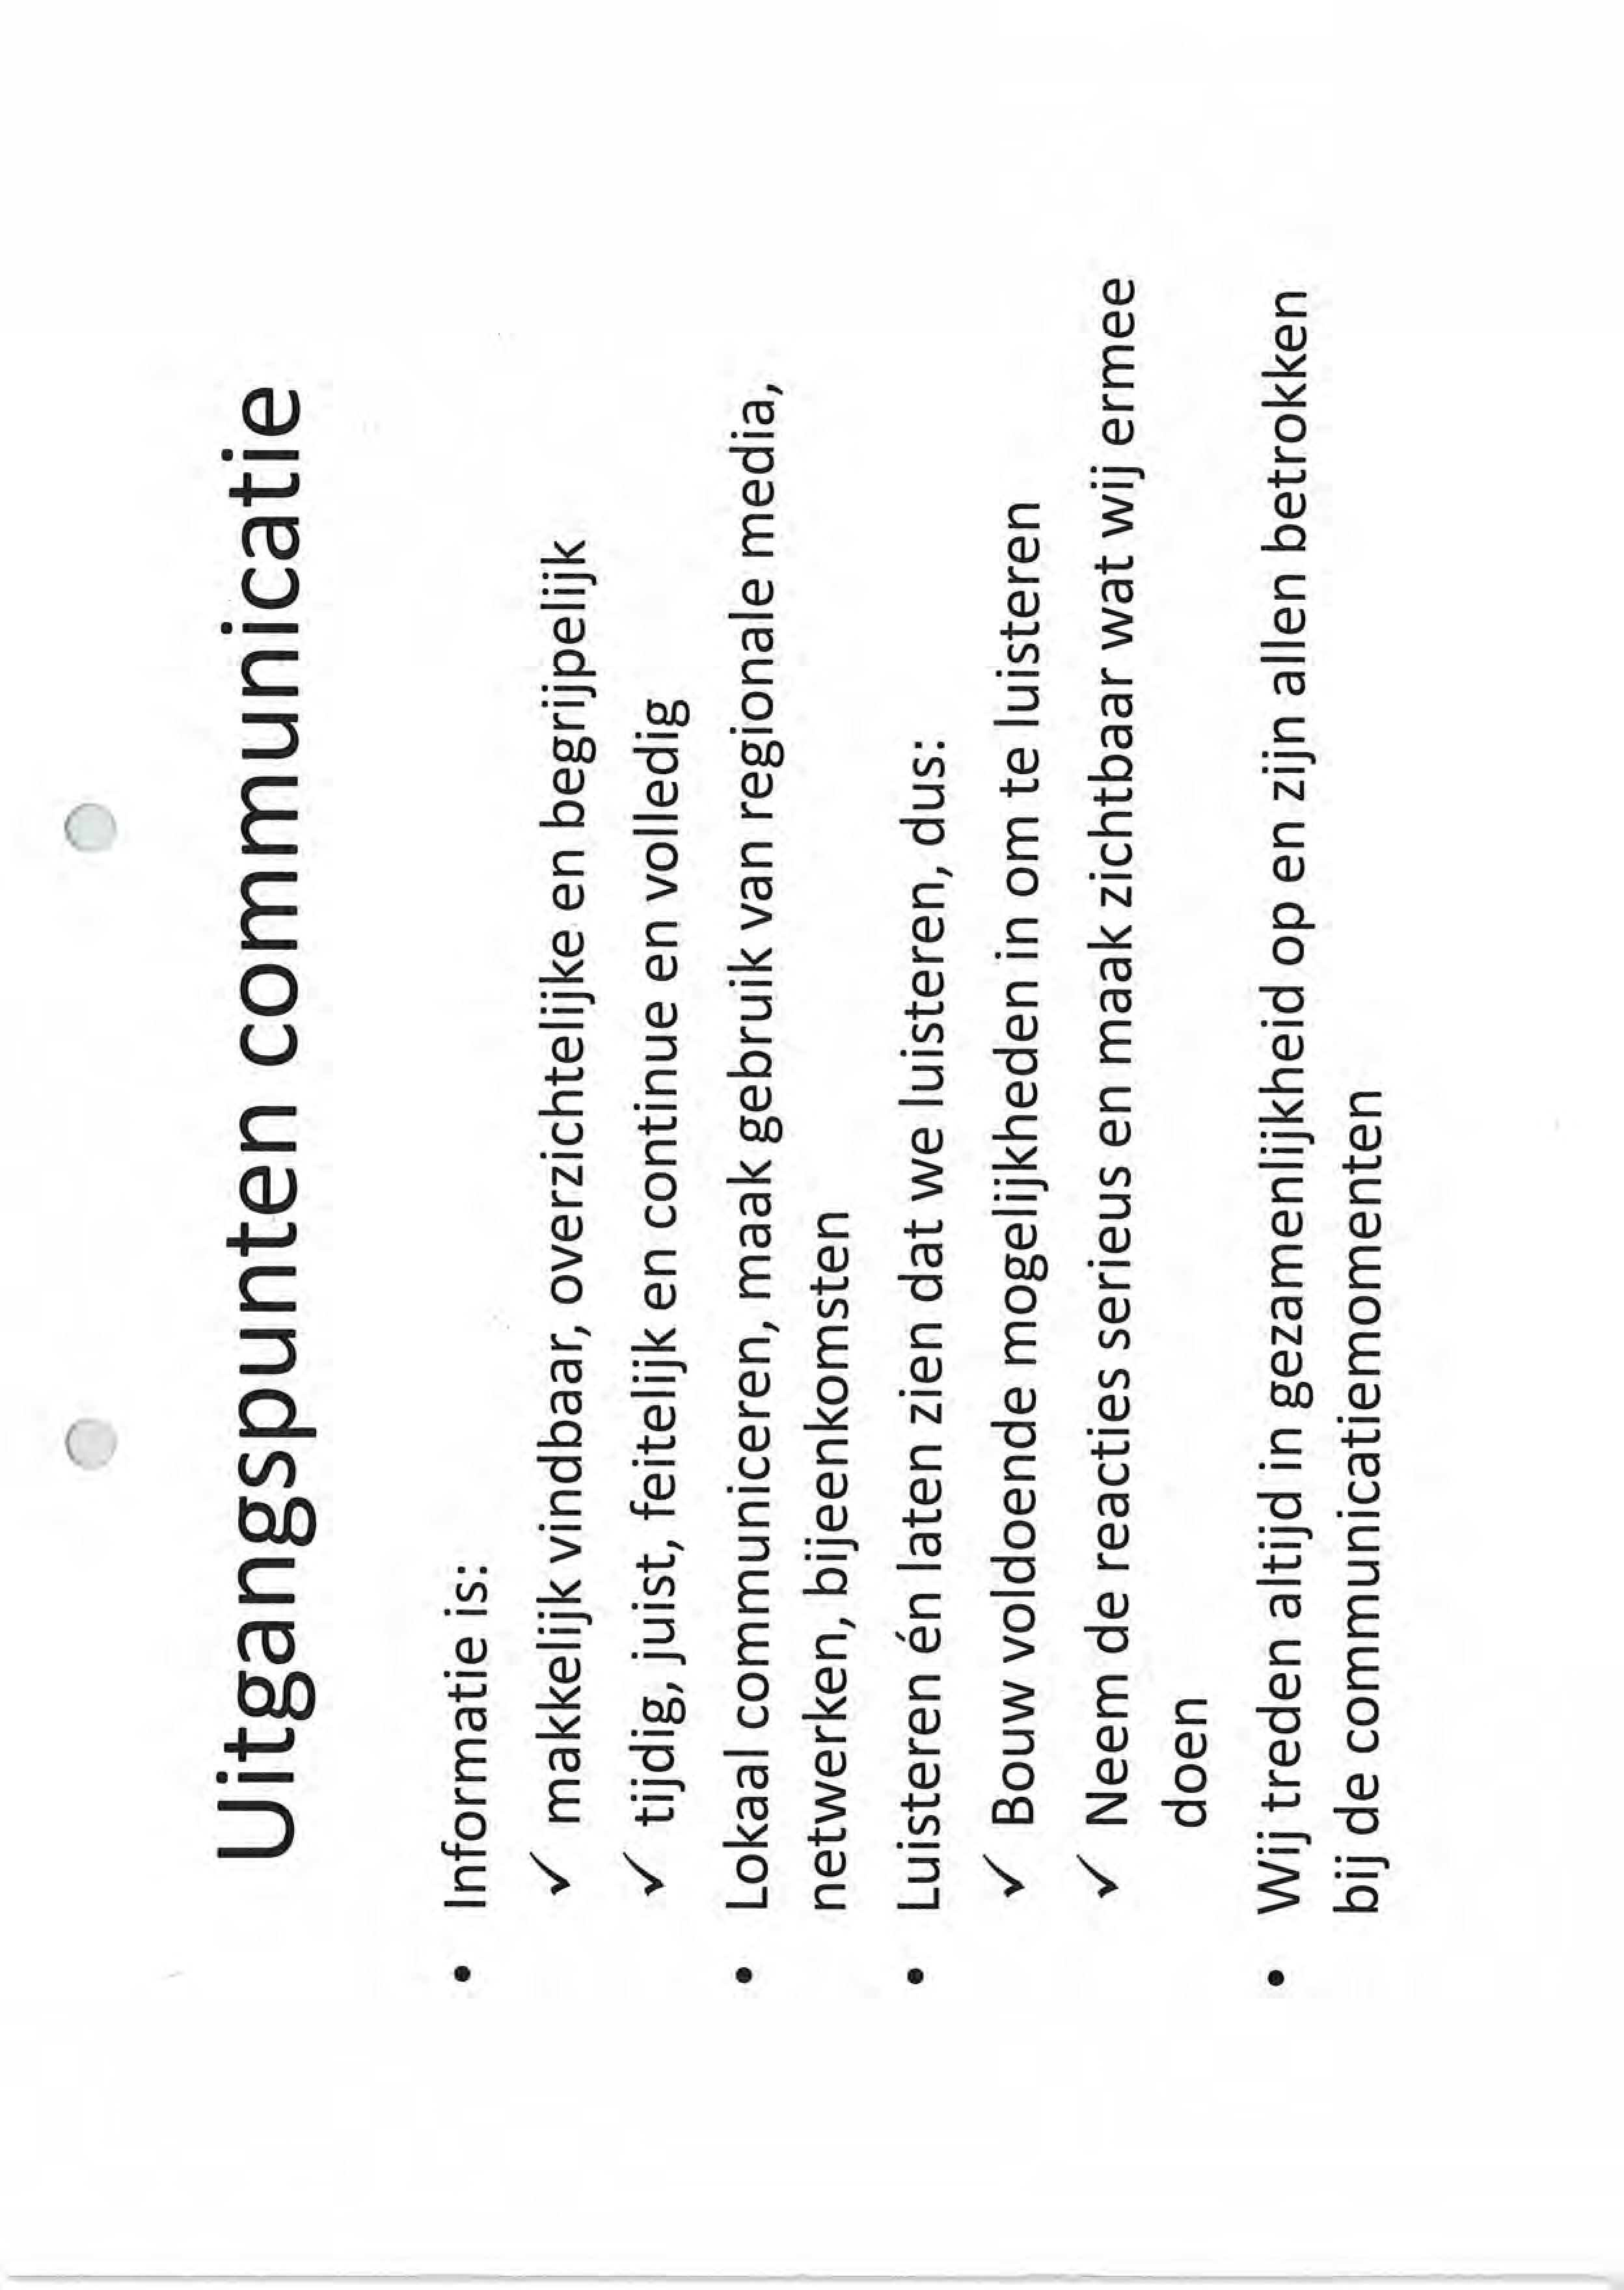 Uitgangspunten communicatie
• Informatie is:
✓ makkelijk vindbaar, overzichtelijke en begrijpelijk
✓ tijdig, juist, feitelijk en continue en volledig
• Lokaal communiceren, maak gebruik van regionale media,
netwerken, bijeenkomsten
• Luisteren én laten zien dat we luisteren, dus:
✓ Bouw voldoende mogelijkheden in om te luisteren
✓ Neem de reacties serieus en maak zichtbaar wat wij ermee
doen
• Wij treden altijd in gezamenlijkheid op en zijn allen betrokken
bij de communicatiemomenten